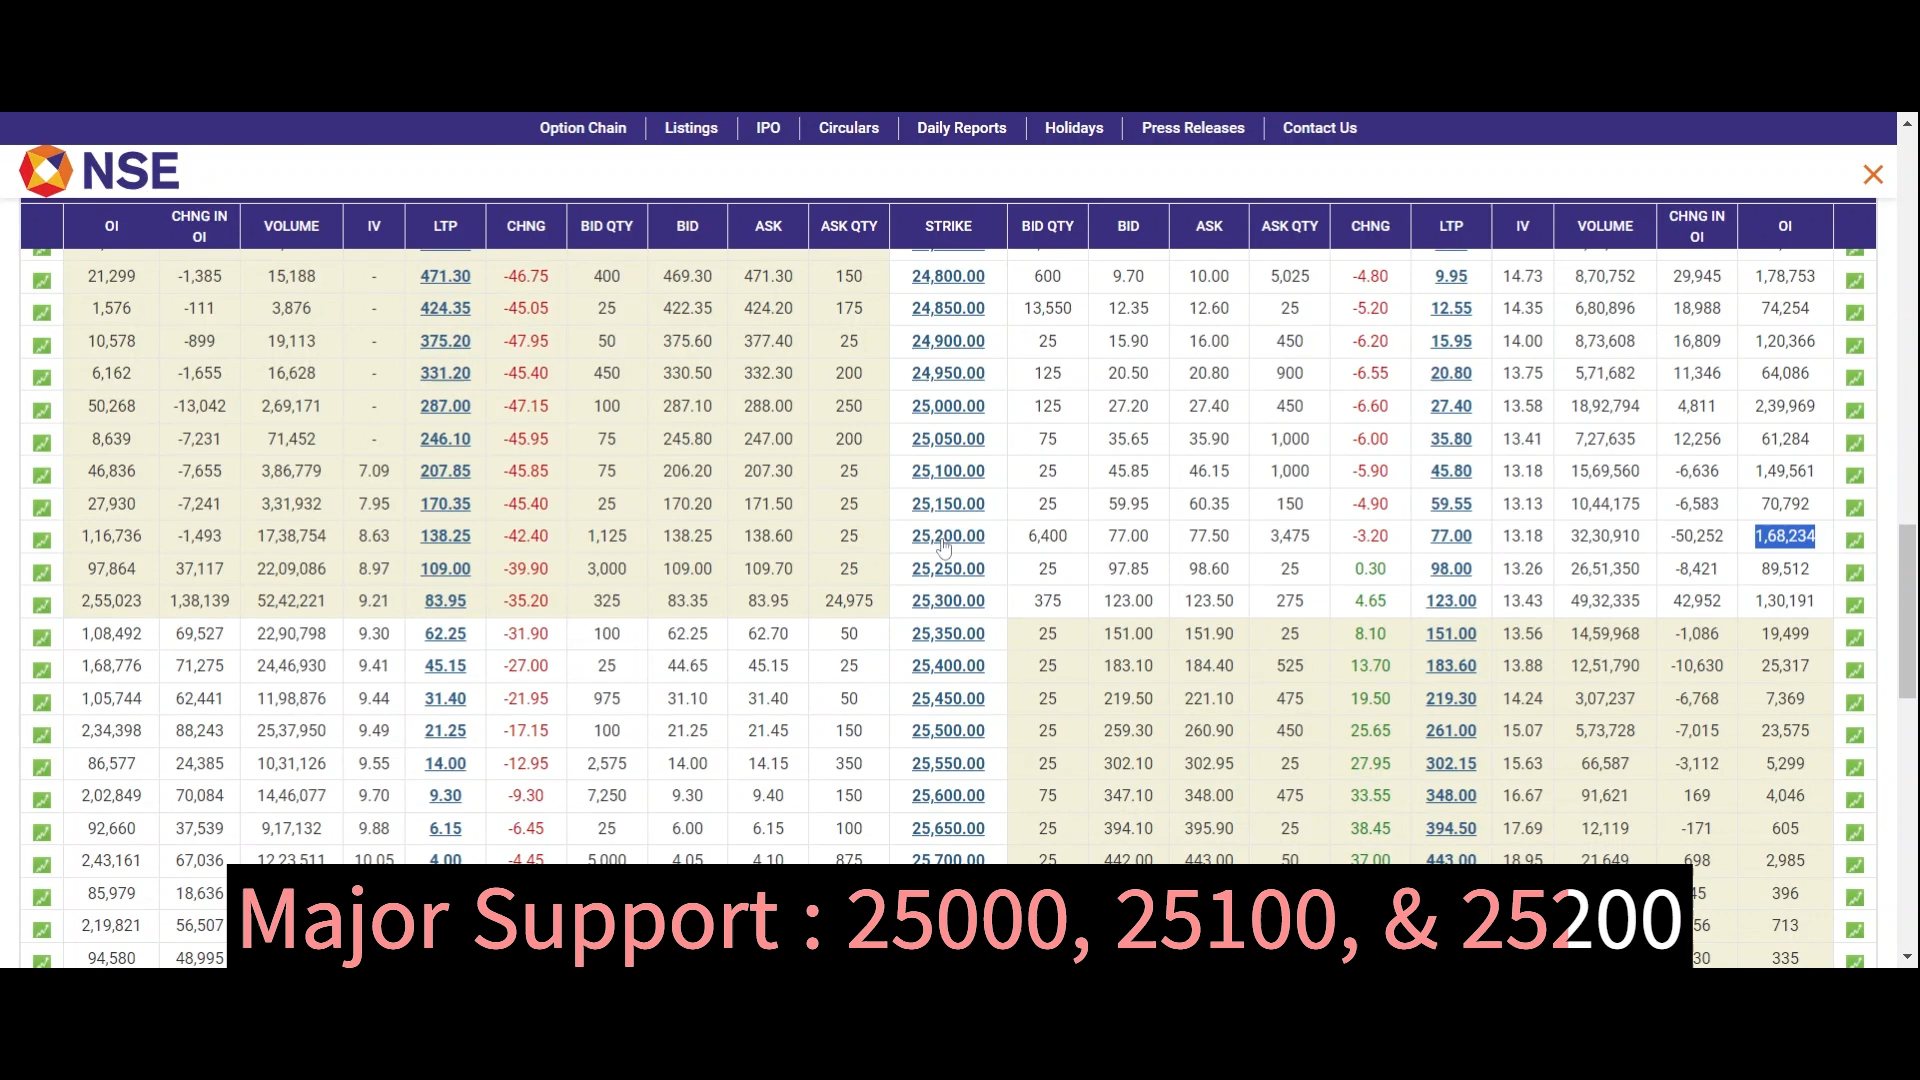 Option Chain Listings IPO Circulars Daily Reports Holidays Press Releases Contact Us
NSE
OI CHNG IN OI VOLUME IV LTP CHNG BID QTY BID ASK ASK QTY STRIKE BID QTY BID ASK ASK QTY CHNG LTP IV VOLUME CHNG IN OI OI
21,299 -1,385 15,188 - 471.30 -46.75 400 469.30 471.30 150 24,800.00 600 9.70 10.00 5,025 -4.80 9.95 14.73 8,70,752 29,945 1,78,753
1,576 -111 3,876 - 424.35 -45.05 25 422.35 424.20 175 24,850.00 13,550 12.35 12.60 25 -5.20 12.55 14.35 6,80,896 18,988 74,254
10,578 -899 19,113 - 375.20 -47.95 50 375.60 377.40 25 24,900.00 25 15.90 16.00 450 -6.20 15.95 14.00 8,73,608 16,809 1,20,366
6,162 -1,655 16,628 - 331.20 -45.40 450 330.50 332.30 200 24,950.00 125 20.50 20.80 900 -6.55 20.80 13.75 5,71,682 11,346 64,086
50,268 -13,042 2,69,171 - 287.00 -47.15 100 287.10 288.00 250 25,000.00 125 27.20 27.40 450 -6.60 27.40 13.58 18,92,794 4,811 2,39,969
8,639 -7,231 71,452 - 246.10 -45.95 75 245.80 247.00 200 25,050.00 75 35.65 35.90 1,000 -6.00 35.80 13.41 7,27,635 12,256 61,284
46,836 -7,655 3,86,779 7.09 207.85 -45.85 75 206.20 207.30 25 25,100.00 25 45.85 46.15 1,000 -5.90 45.80 13.18 15,69,560 -6,636 1,49,561
27,930 -7,241 3,31,932 7.95 170.35 -45.40 25 170.20 171.50 25 25,150.00 25 59.95 60.35 150 -4.90 59.55 13.13 10,44,175 -6,583 70,792
1,16,736 -1,493 17,38,754 8.63 138.25 -42.40 1,125 138.25 138.60 25 25,200.00 6,400 77.00 77.50 3,475 -3.20 77.00 13.18 32,30,910 -50,252 1,68,234
97,864 37,117 22,09,086 8.97 109.00 -39.90 3,000 109.00 109.70 25 25,250.00 25 97.85 98.60 25 0.30 98.00 13.26 26,51,350 -8,421 89,512
2,55,023 1,38,139 52,42,221 9.21 83.95 -35.20 325 83.35 83.95 24,975 25,300.00 375 123.00 123.50 275 4.65 123.00 13.43 49,32,335 42,952 1,30,191
1,08,492 69,527 22,90,798 9.30 62.25 -31.90 100 62.25 62.70 50 25,350.00 25 151.00 151.90 25 8.10 151.00 13.56 14,59,968 -1,086 19,499
1,68,776 71,275 24,46,930 9.41 45.15 -27.00 25 44.65 45.15 25 25,400.00 25 183.10 184.40 525 13.70 183.60 13.88 12,51,790 -10,630 25,317
1,05,744 62,441 11,98,876 9.44 31.40 -21.95 975 31.10 31.40 50 25,450.00 25 219.50 221.10 475 19.50 219.30 14.24 3,07,237 -6,768 7,369
2,34,398 88,243 25,37,950 9.49 21.25 -17.15 100 21.25 21.45 150 25,500.00 25 259.30 260.90 450 25.65 261.00 15.07 5,73,728 -7,015 23,575
86,577 24,385 10,31,126 9.55 14.00 -12.95 2,575 14.00 14.15 350 25,550.00 25 302.10 302.95 25 27.95 302.15 15.63 66,587 -3,112 5,299
2,02,849 70,084 14,46,077 9.70 9.30 -9.30 7,250 9.30 9.40 150 25,600.00 75 347.10 348.00 475 33.55 348.00 16.67 91,621 169 4,046
92,660 37,539 9,17,132 9.88 6.15 -6.45 25 6.00 6.15 100 25,650.00 25 394.10 395.90 25 38.45 394.50 17.69 12,119 -171 605
2,43,161 67,036 12,23,511 10.05 4.00 -4.45 5,000 4.05 4.10 875 25,700.00 25 442.00 443.00 50 37.00 443.00 18.95 21,649 698 2,985
85,979 18,636 396
2,19,821 56,507 713
94,580 48,995 335
Major Support : 25000, 25100, & 25200